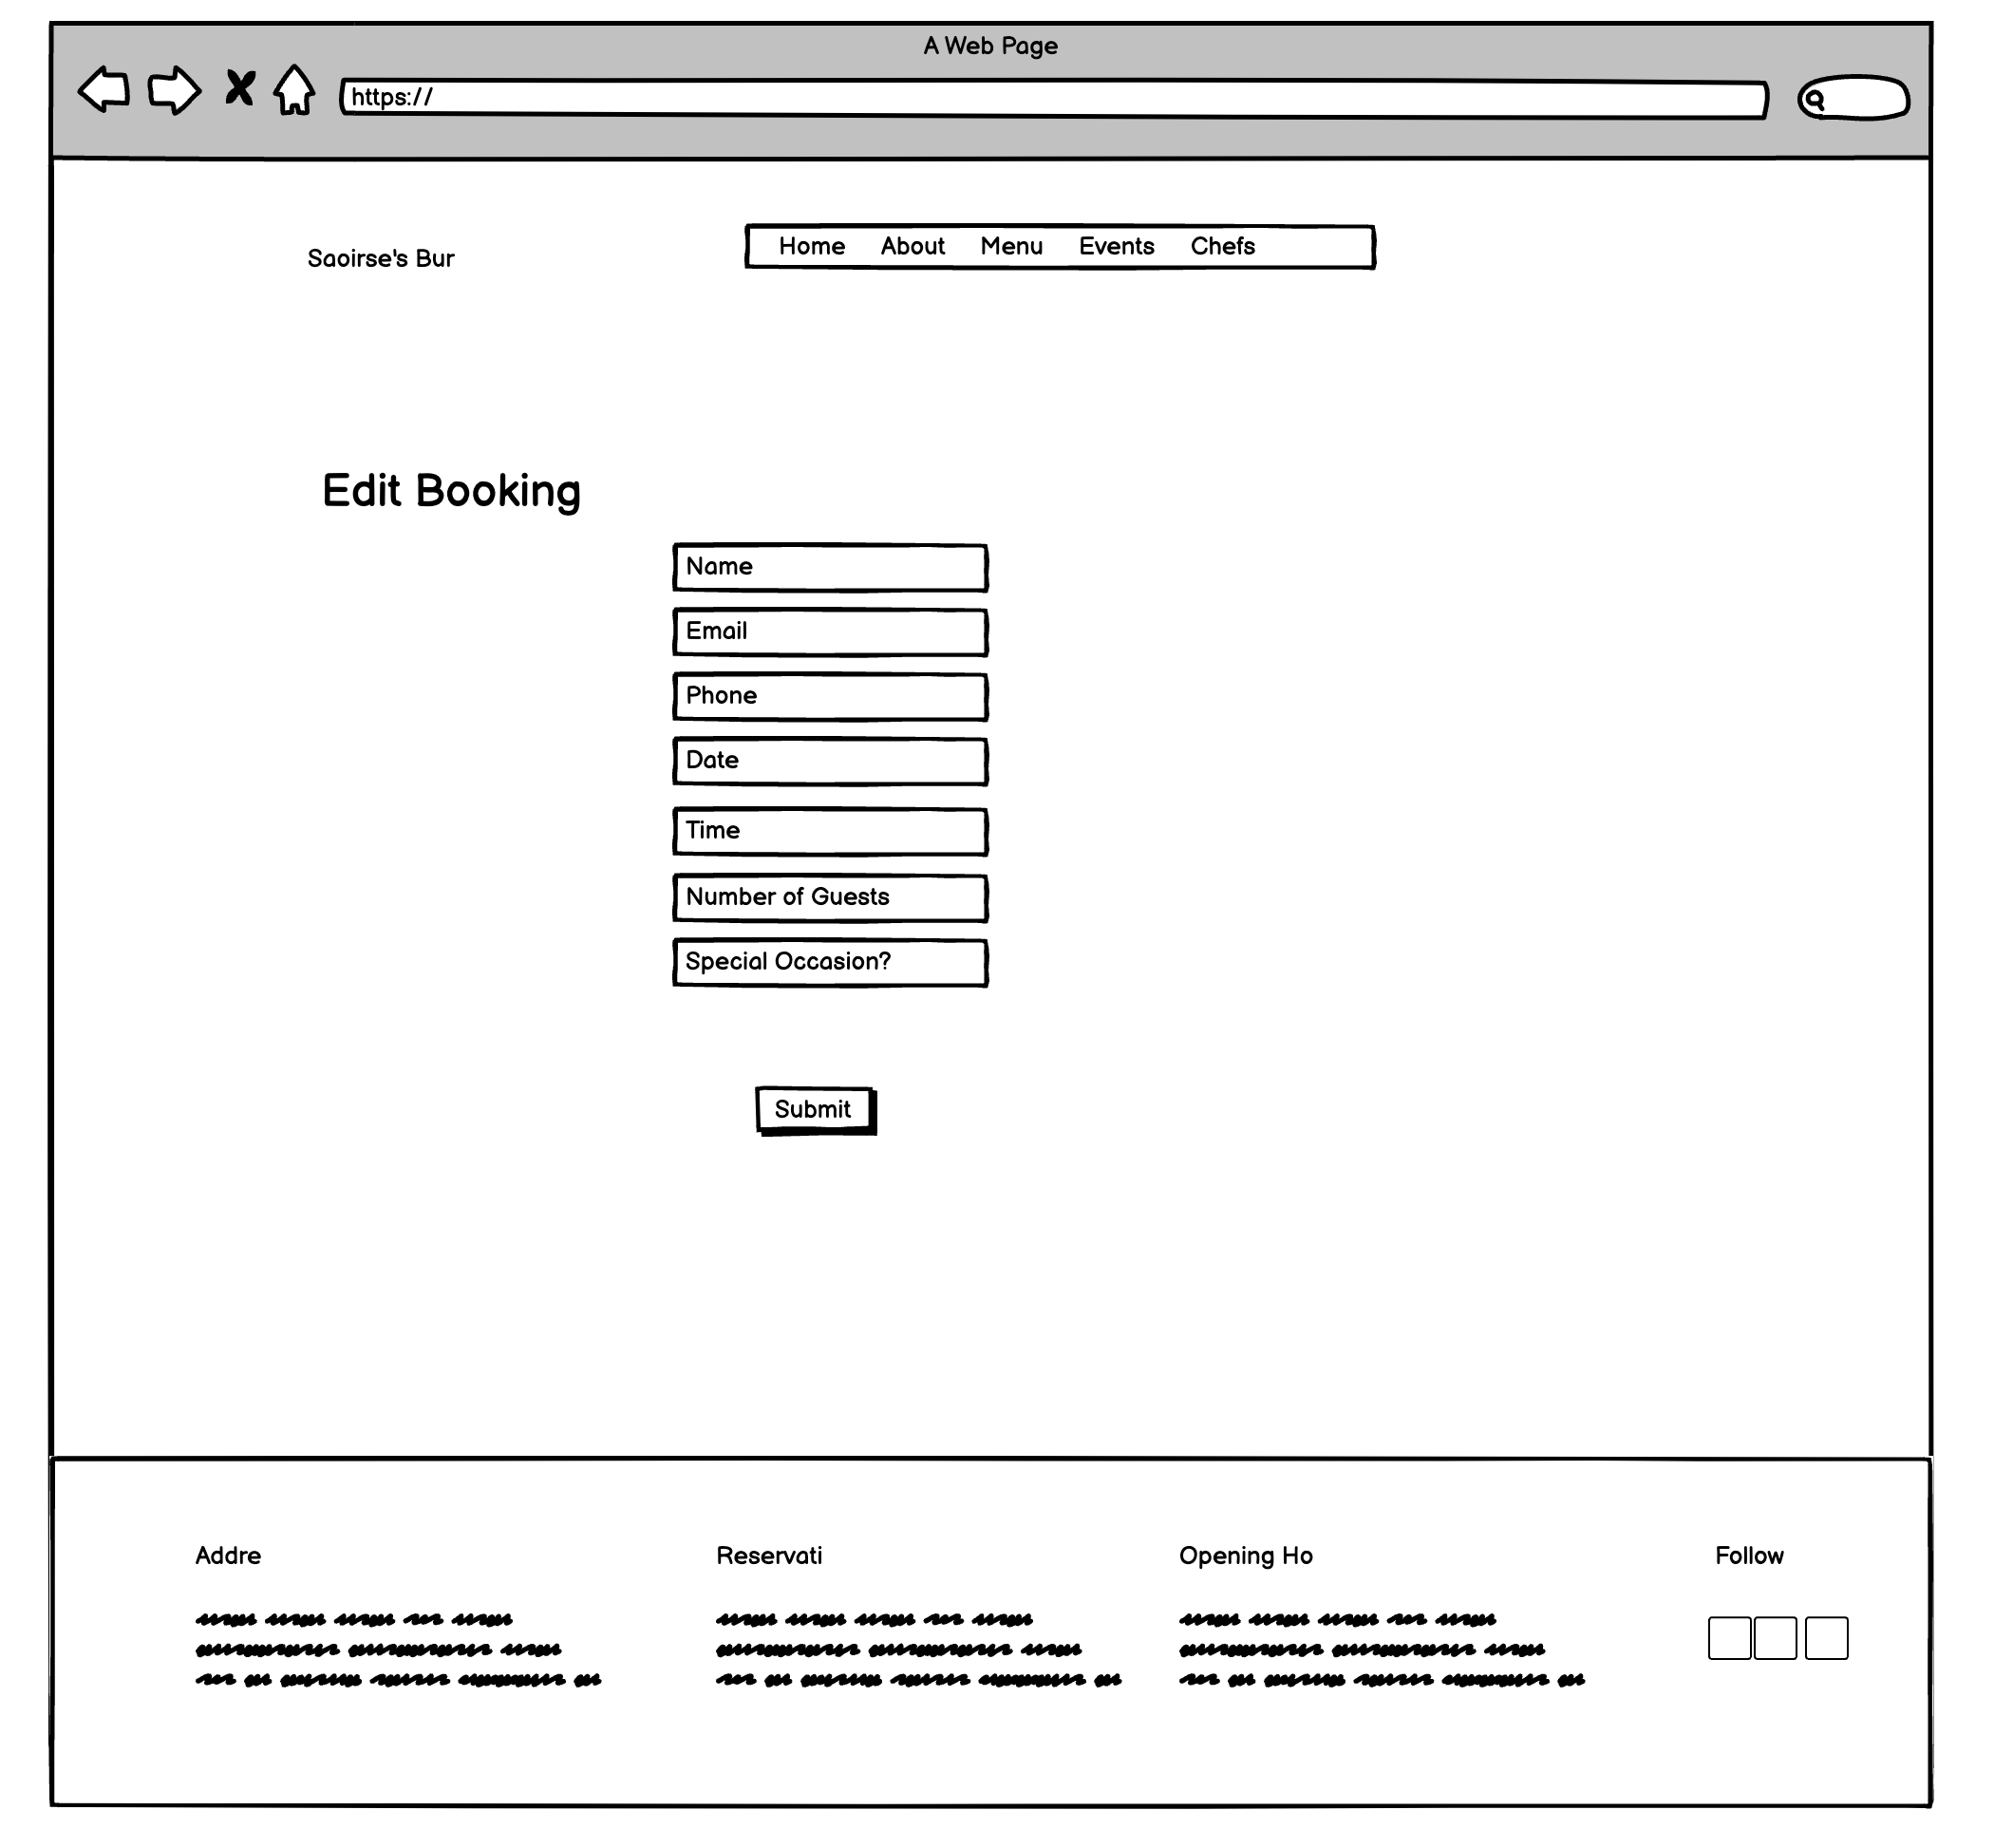 A Web Page
https://
Saoirse's Bur
Home About Menu Events Chefs
Edit Booking
Name
Email
Phone
Date
Time
Number of Guests
Special Occasion?
Submit
Addre
Reservati
Opening Ho
Follow